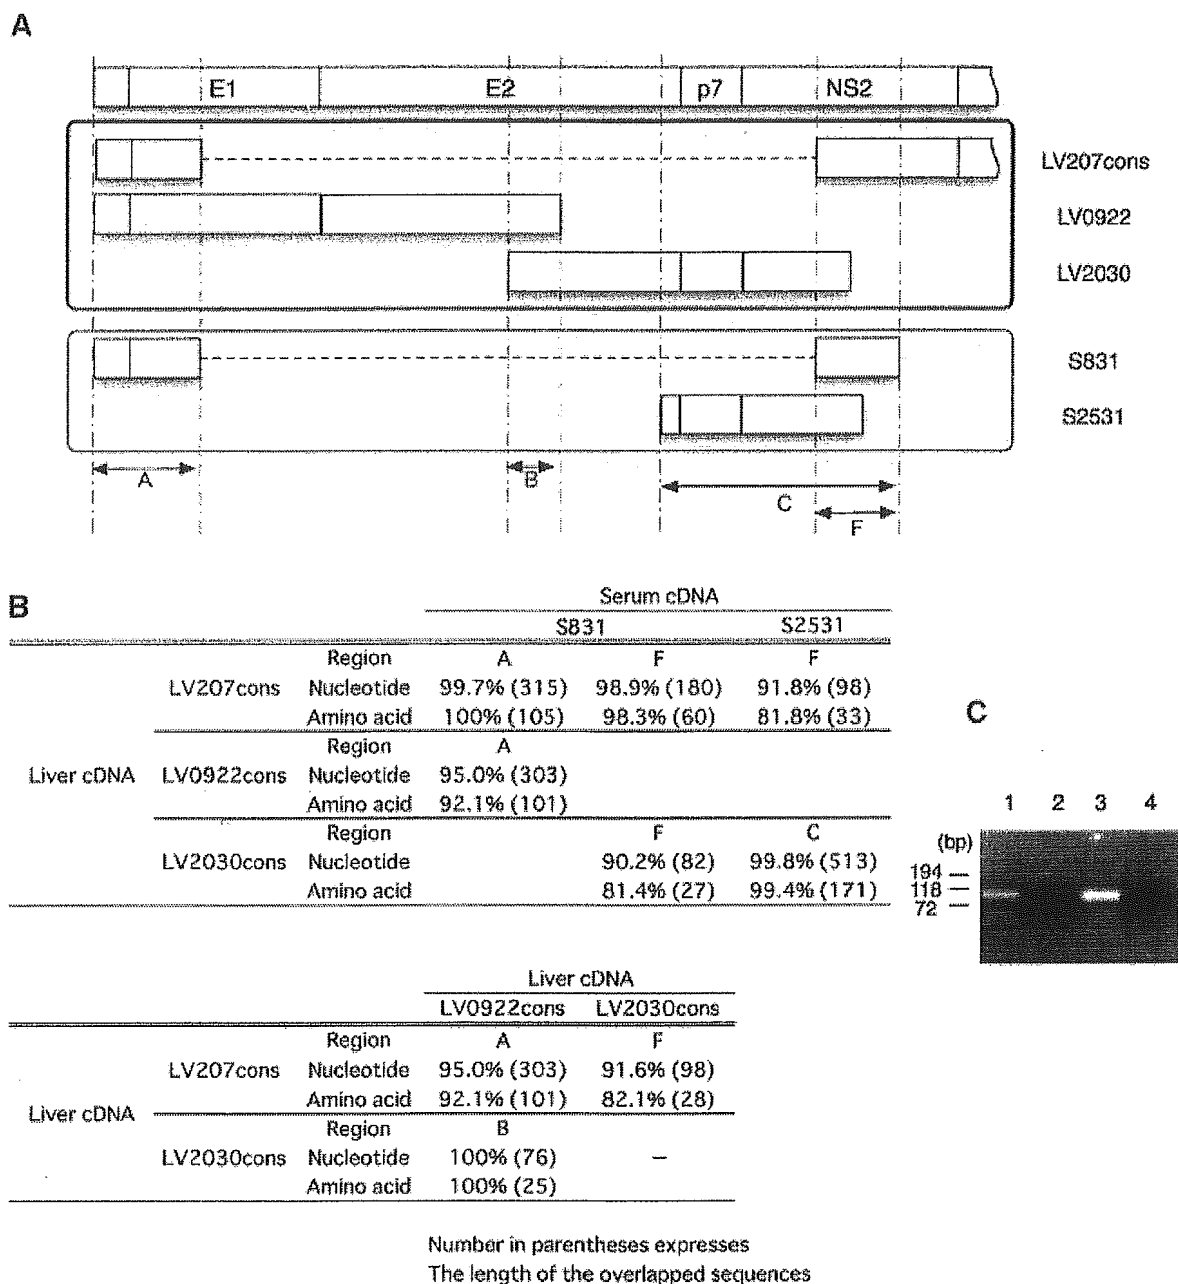 A
E1 E2 p7 NS2
LV207cons
LV0922
LV2030
S831
S2531
A B C F
B
Serum cDNA
S831 S2531
Region A F F
LV207cons Nucleotide 99.7% (315) 98.9% (180) 91.8% (98)
Amino acid 100% (105) 98.3% (60) 81.8% (33)
Region A
Liver cDNA LV0922cons Nucleotide 95.0% (303)
Amino acid 92.1% (101)
Region F C
LV2030cons Nucleotide 90.2% (82) 99.8% (513)
Amino acid 81.4% (27) 99.4% (171)
C
1 2 3 4
(bp)
194
118
72
Liver cDNA
LV0922cons LV2030cons
Region A F
LV207cons Nucleotide 95.0% (303) 91.6% (98)
Amino acid 92.1% (101) 82.1% (28)
Liver cDNA
Region B
LV2030cons Nucleotide 100% (76) –
Amino acid 100% (25)
Number in parentheses expresses
The length of the overlapped sequences